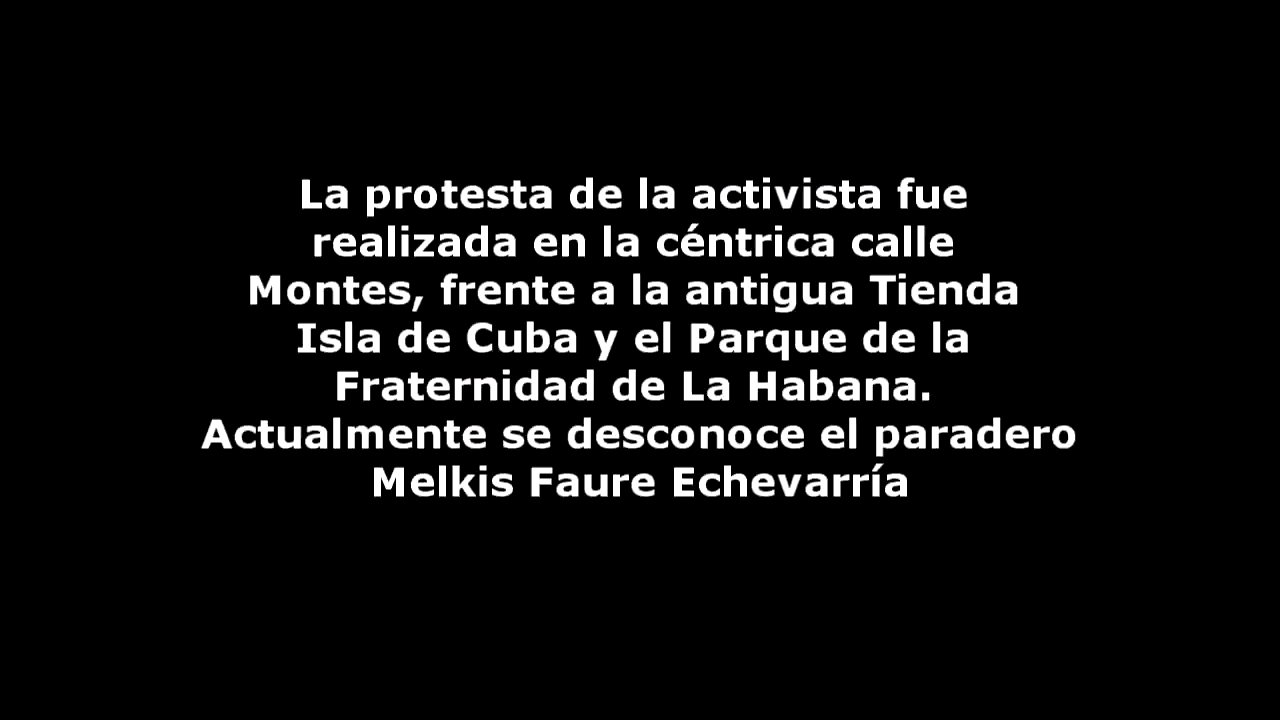 La protesta de la activista fue
realizada en la céntrica calle
Montes, frente a la antigua Tienda
Isla de Cuba y el Parque de la
Fraternidad de La Habana.
Actualmente se desconoce el paradero
Melkis Faure Echevarría